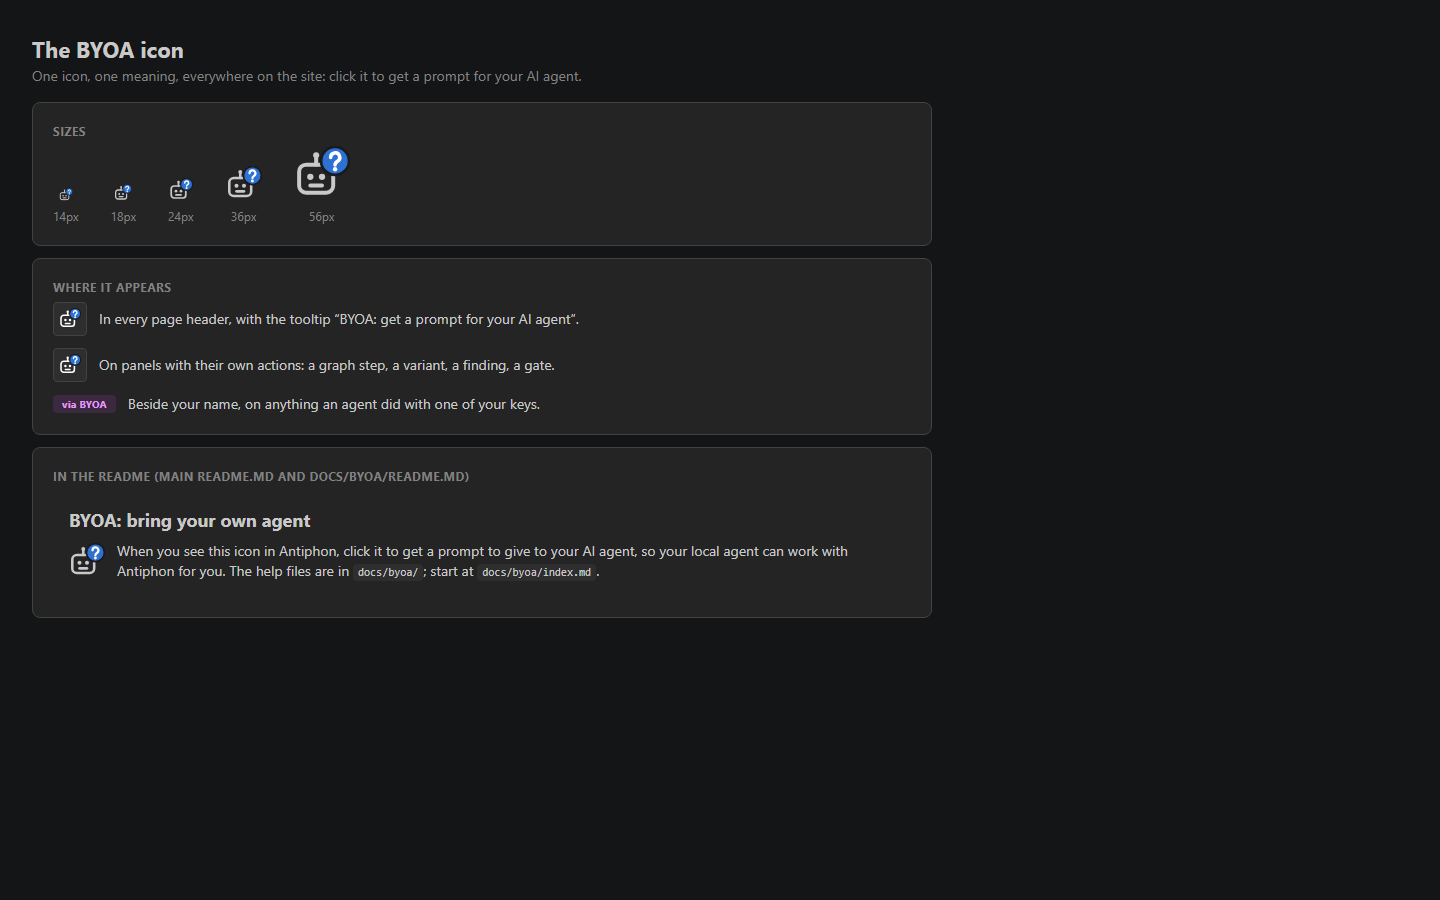 The BYOA icon
One icon, one meaning, everywhere on the site: click it to get a prompt for your AI agent.
SIZES
? ? ? ? ?
14px 18px 24px 36px 56px
WHERE IT APPEARS
? In every page header, with the tooltip “BYOA: get a prompt for your AI agent”.
? On panels with their own actions: a graph step, a variant, a finding, a gate.
via BYOA Beside your name, on anything an agent did with one of your keys.
IN THE README (MAIN README.MD AND DOCS/BYOA/README.MD)
BYOA: bring your own agent
? When you see this icon in Antiphon, click it to get a prompt to give to your AI agent, so your local agent can work with
Antiphon for you. The help files are in docs/byoa/ ; start at docs/byoa/index.md .